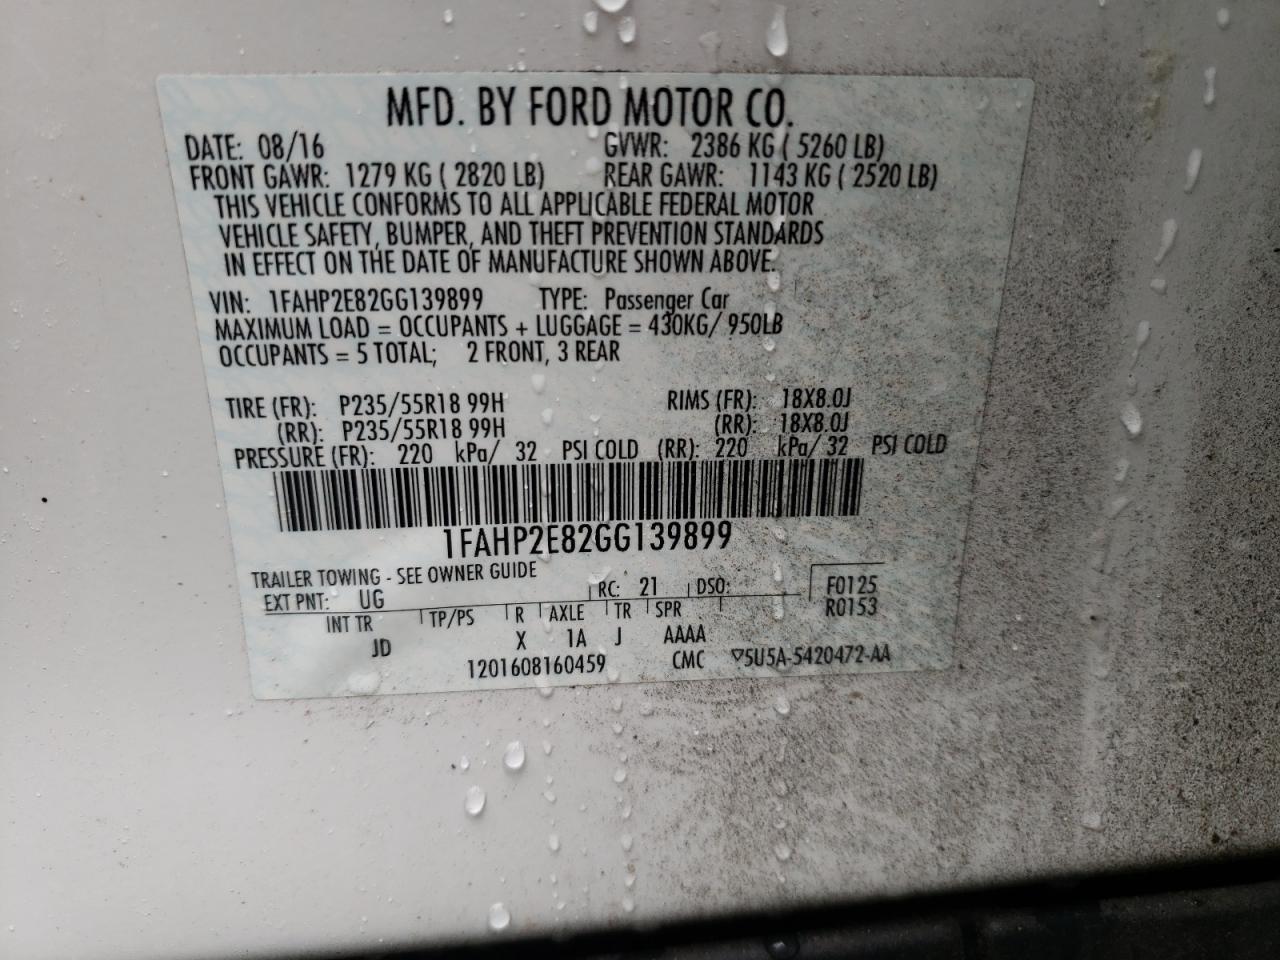 MFD. BY FORD MOTOR CO.
DATE: 08/16 GVWR: 2386 KG ( 5260 LB)
FRONT GAWR: 1279 KG ( 2820 LB) REAR GAWR: 1143 KG ( 2520 LB)
THIS VEHICLE CONFORMS TO ALL APPLICABLE FEDERAL MOTOR
VEHICLE SAFETY, BUMPER, AND THEFT PREVENTION STANDARDS
IN EFFECT ON THE DATE OF MANUFACTURE SHOWN ABOVE.
VIN: 1FAHP2E82GG139899 TYPE: Passenger Car
MAXIMUM LOAD = OCCUPANTS + LUGGAGE = 430KG/ 950LB
OCCUPANTS = 5 TOTAL; 2 FRONT, 3 REAR
TIRE (FR): P235/55R18 99H RIMS (FR): 18X8.0J
(RR): P235/55R18 99H (RR): 18X8.0J
PRESSURE (FR): 220 kPa/ 32 PSI COLD (RR): 220 kPa/ 32 PSI COLD
1FAHP2E82GG139899
TRAILER TOWING - SEE OWNER GUIDE
EXT PNT: UG RC: 21 DSO: F0125
R0153
INT TR TP/PS R AXLE TR SPR
JD X 1A J AAAA
1201608160459 CMC ▽5U5A-5420472-AA